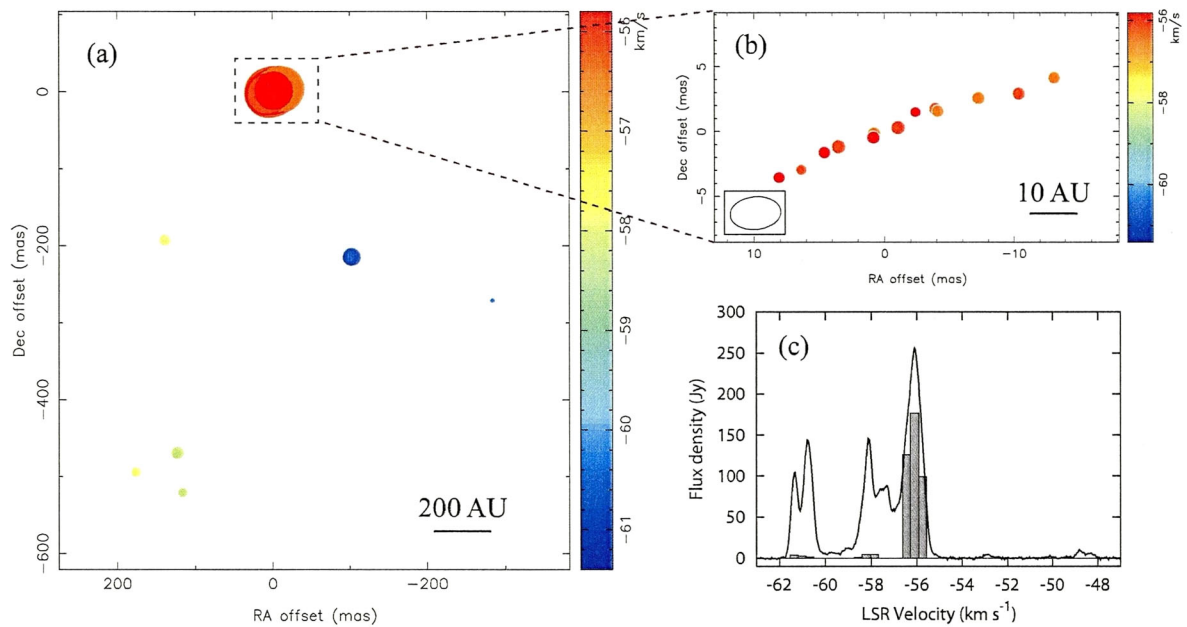 (a)
0
−200
−400
−600
Dec offset (mas)
200
0
−200
RA offset (mas)
200 AU
−56
km/s
−57
−58
−59
−60
−61
(b)
5
0
−5
Dec offset (mas)
10
0
−10
RA offset (mas)
10 AU
−56
km/s
−58
−60
(c)
300
250
200
150
100
50
0
Flux density (Jy)
-62 -60 -58 -56 -54 -52 -50 -48
LSR Velocity (km s⁻¹)